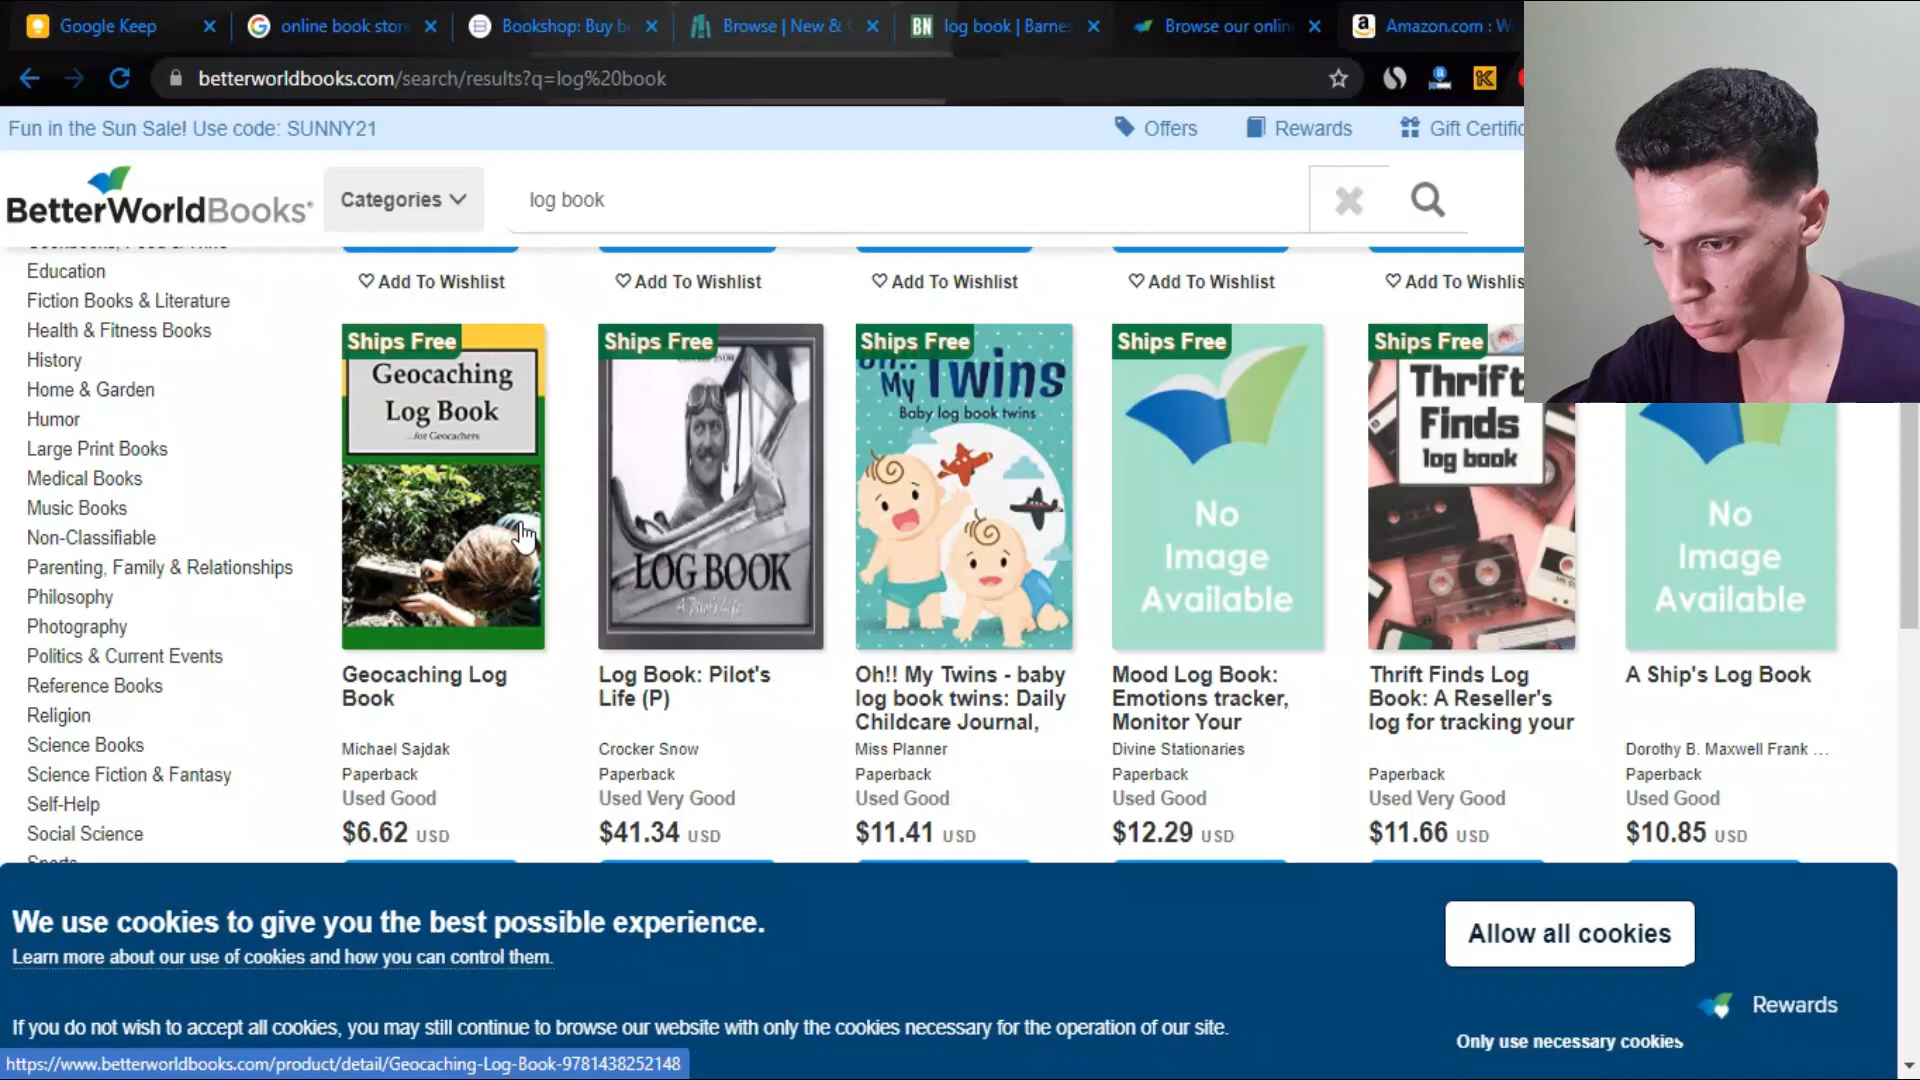 Google Keep
online book stor
Bookshop: Buy b
Browse | New &
BN log book | Barnes
Browse our onlin
Amazon.com : W
betterworldbooks.com/search/results?q=log%20book
Fun in the Sun Sale! Use code: SUNNY21
Offers
Rewards
Gift Certific
BetterWorldBooks
Categories
log book
Education
Fiction Books & Literature
Health & Fitness Books
History
Home & Garden
Humor
Large Print Books
Medical Books
Music Books
Non-Classifiable
Parenting, Family & Relationships
Philosophy
Photography
Politics & Current Events
Reference Books
Religion
Science Books
Science Fiction & Fantasy
Self-Help
Social Science
Sports
Add To Wishlist
Add To Wishlist
Add To Wishlist
Add To Wishlist
Add To Wishlis
Ships Free
Geocaching
Log Book
...for Geocachers
Geocaching Log
Book
Michael Sajdak
Paperback
Used Good
$6.62 USD
Ships Free
LOG BOOK
A Pilot's Life
Log Book: Pilot's
Life (P)
Crocker Snow
Paperback
Used Very Good
$41.34 USD
Ships Free
Oh!!
My Twins
Baby log book twins
Oh!! My Twins - baby
log book twins: Daily
Childcare Journal,
Miss Planner
Paperback
Used Good
$11.41 USD
Ships Free
No
Image
Available
Mood Log Book:
Emotions tracker,
Monitor Your
Divine Stationaries
Paperback
Used Good
$12.29 USD
Ships Free
Thrift
Finds
log book
Thrift Finds Log
Book: A Reseller's
log for tracking your
Paperback
Used Very Good
$11.66 USD
No
Image
Available
A Ship's Log Book
Dorothy B. Maxwell Frank ...
Paperback
Used Good
$10.85 USD
We use cookies to give you the best possible experience.
Learn more about our use of cookies and how you can control them.
If you do not wish to accept all cookies, you may still continue to browse our website with only the cookies necessary for the operation of our site.
Allow all cookies
Rewards
Only use necessary cookies
https://www.betterworldbooks.com/product/detail/Geocaching-Log-Book-9781438252148